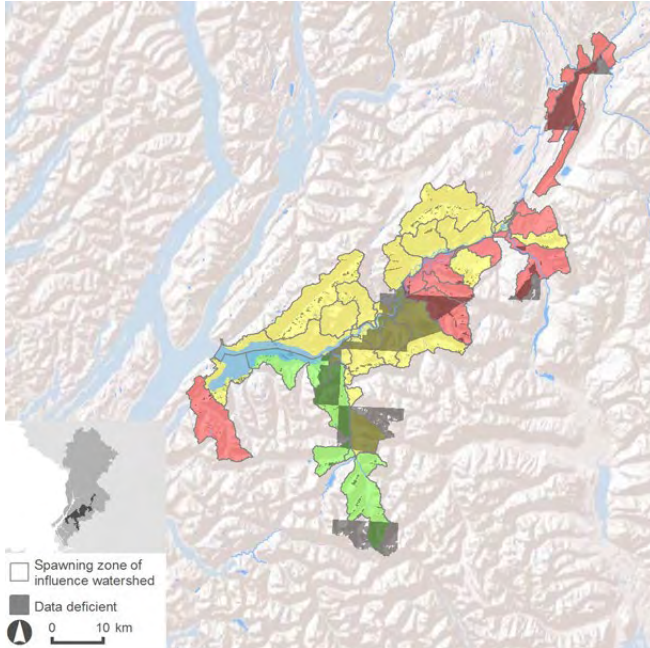 Spawning zone of
influence watershed
Data deficient
0 10 km